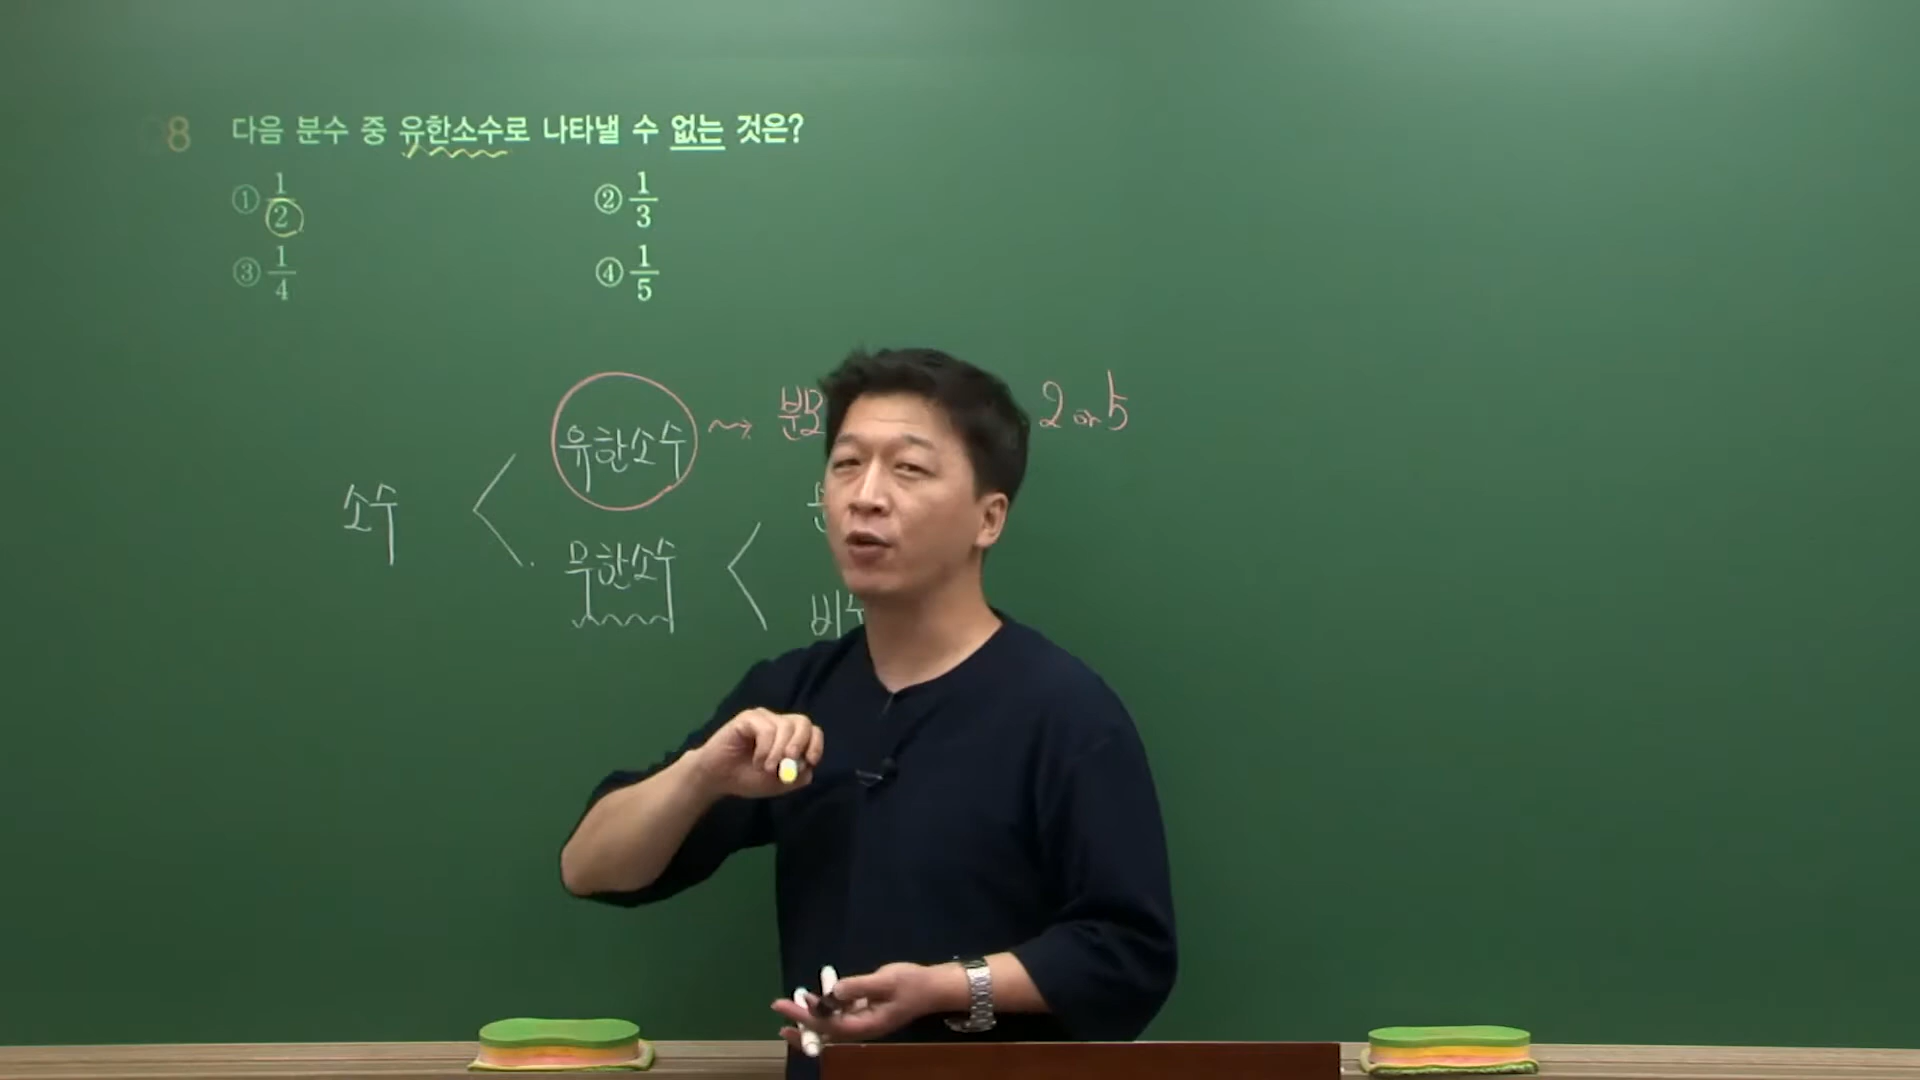 8 다음 분수 중 유한소수로 나타낼 수 없는 것은?
① 1/2 ② 1/3
③ 1/4 ④ 1/5
유한소수 → 분모 2 or 5
소수
무한소수